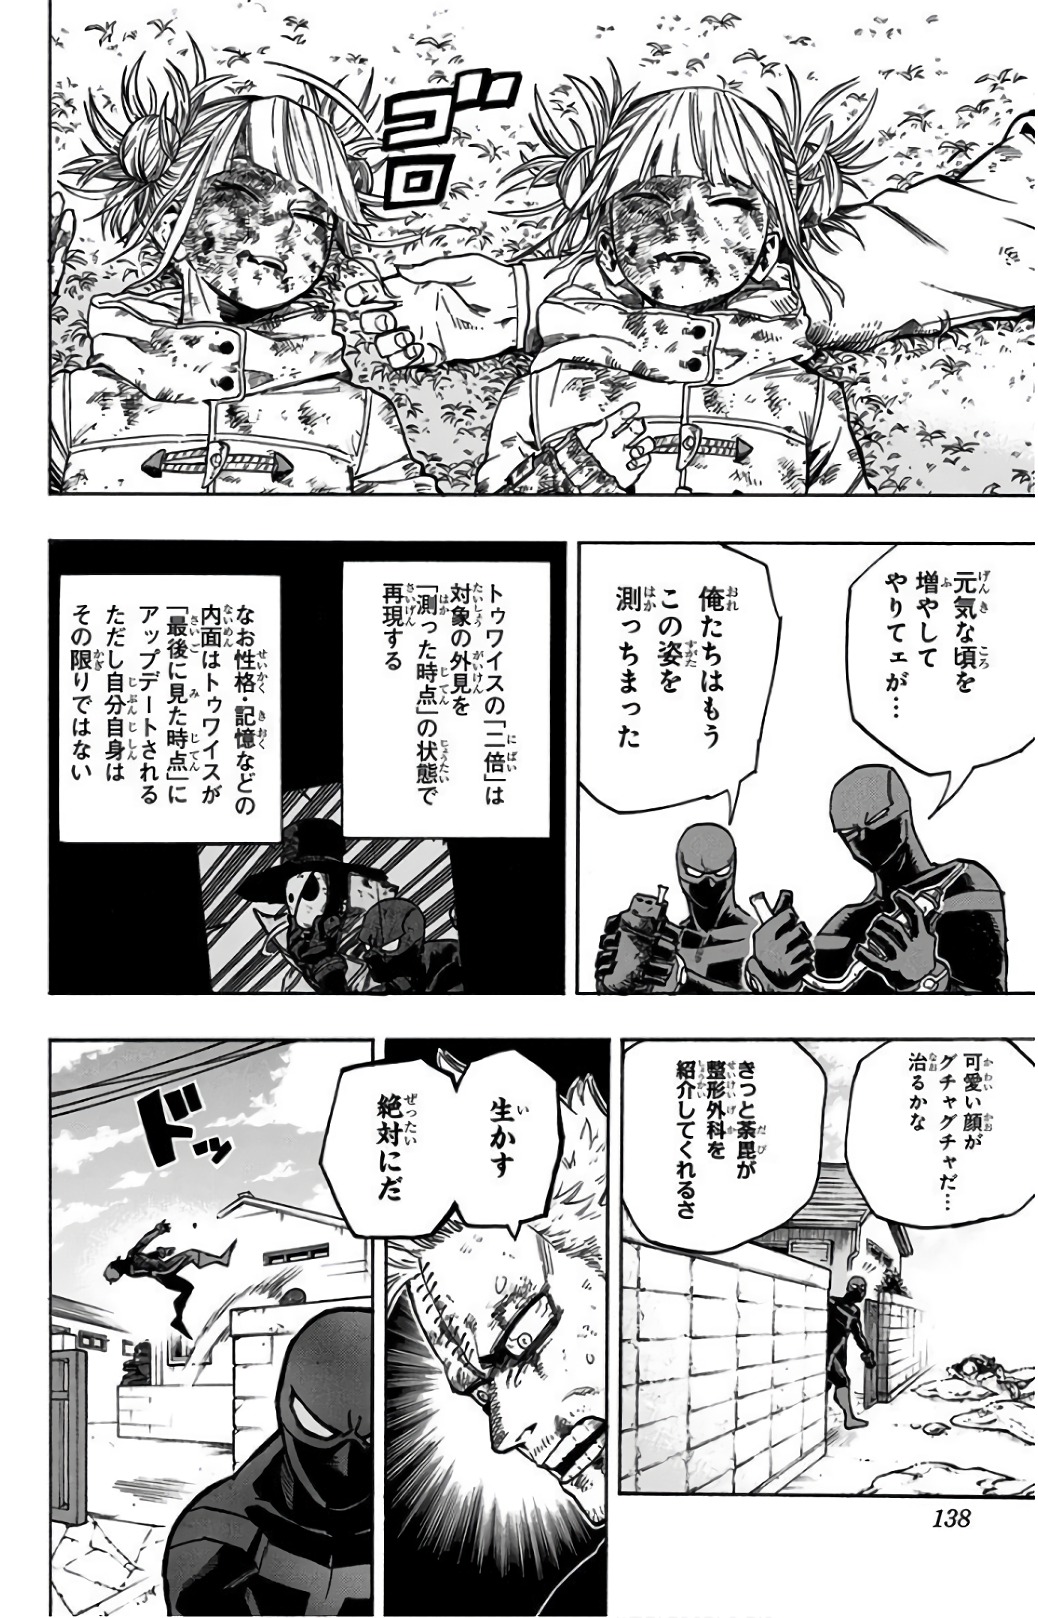 ゴロ
元気な頃を
増やして
やりてェが…
俺たちはもう
この姿を
測っちまった
トゥワイスの「二倍」は
対象の外見を
「測った時点」の状態で
再現する
なお性格・記憶などの
内面はトゥワイスが
「最後に見た時点」に
アップデートされる
ただし自分自身は
その限りではない
可愛い顔が
グチャグチャだ…
治るかな
きっと荼毘が
整形外科を
紹介してくれるさ
生かす
絶対にだ
ドッ
138